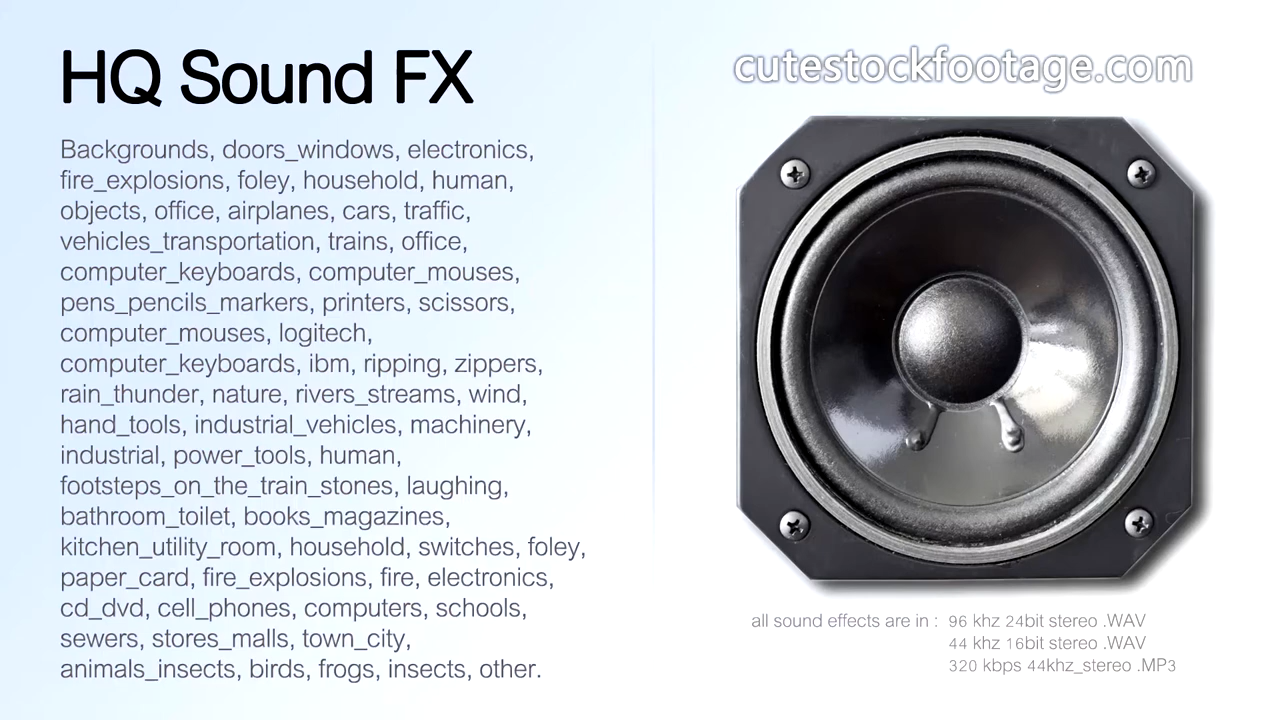 HQ Sound FX
cutestockfootage.com
Backgrounds, doors_windows, electronics,
fire_explosions, foley, household, human,
objects, office, airplanes, cars, traffic,
vehicles_transportation, trains, office,
computer_keyboards, computer_mouses,
pens_pencils_markers, printers, scissors,
computer_mouses, logitech,
computer_keyboards, ibm, ripping, zippers,
rain_thunder, nature, rivers_streams, wind,
hand_tools, industrial_vehicles, machinery,
industrial, power_tools, human,
footsteps_on_the_train_stones, laughing,
bathroom_toilet, books_magazines,
kitchen_utility_room, household, switches, foley,
paper_card, fire_explosions, fire, electronics,
cd_dvd, cell_phones, computers, schools,
sewers, stores_malls, town_city,
animals_insects, birds, frogs, insects, other.
all sound effects are in : 96 khz 24bit stereo .WAV
44 khz 16bit stereo .WAV
320 kbps 44khz_stereo .MP3